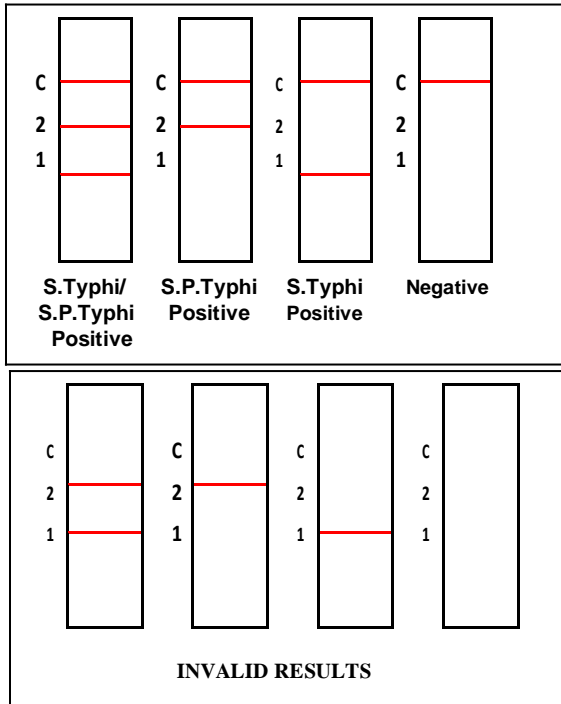 C C C C
2 2 2 2
1 1 1 1
S.Typhi/ S.P.Typhi S.Typhi Negative
S.P.Typhi Positive Positive
Positive
C C C C
2 2 2 2
1 1 1 1
INVALID RESULTS